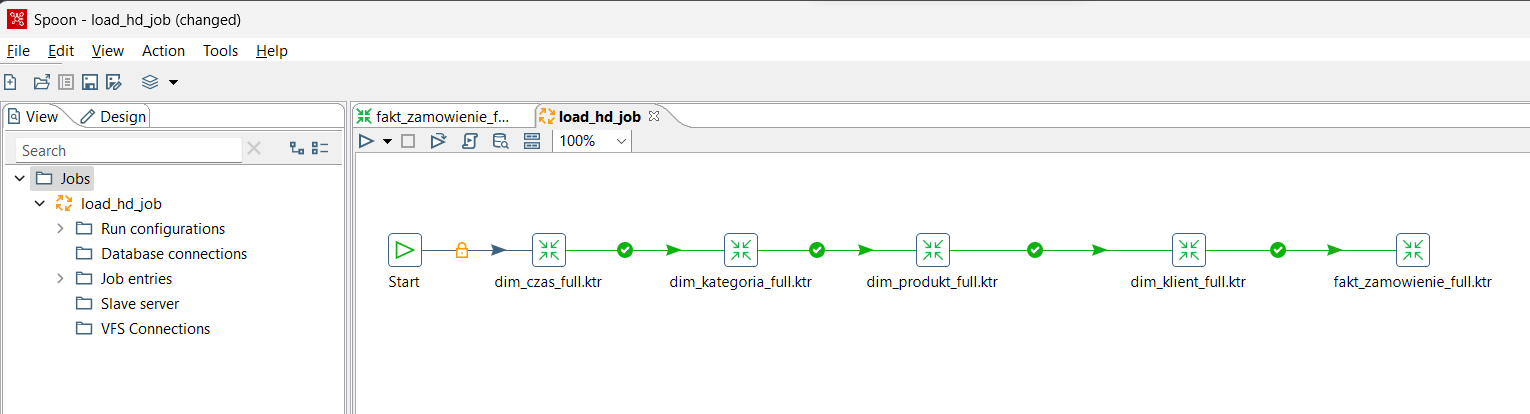 Spoon - load_hd_job (changed)
File Edit View Action Tools Help
View Design
fakt_zamowienie_f... load_hd_job
100%
Search
Jobs
load_hd_job
Run configurations
Database connections
Job entries
Slave server
VFS Connections
Start dim_czas_full.ktr dim_kategoria_full.ktr dim_produkt_full.ktr dim_klient_full.ktr fakt_zamowienie_full.ktr